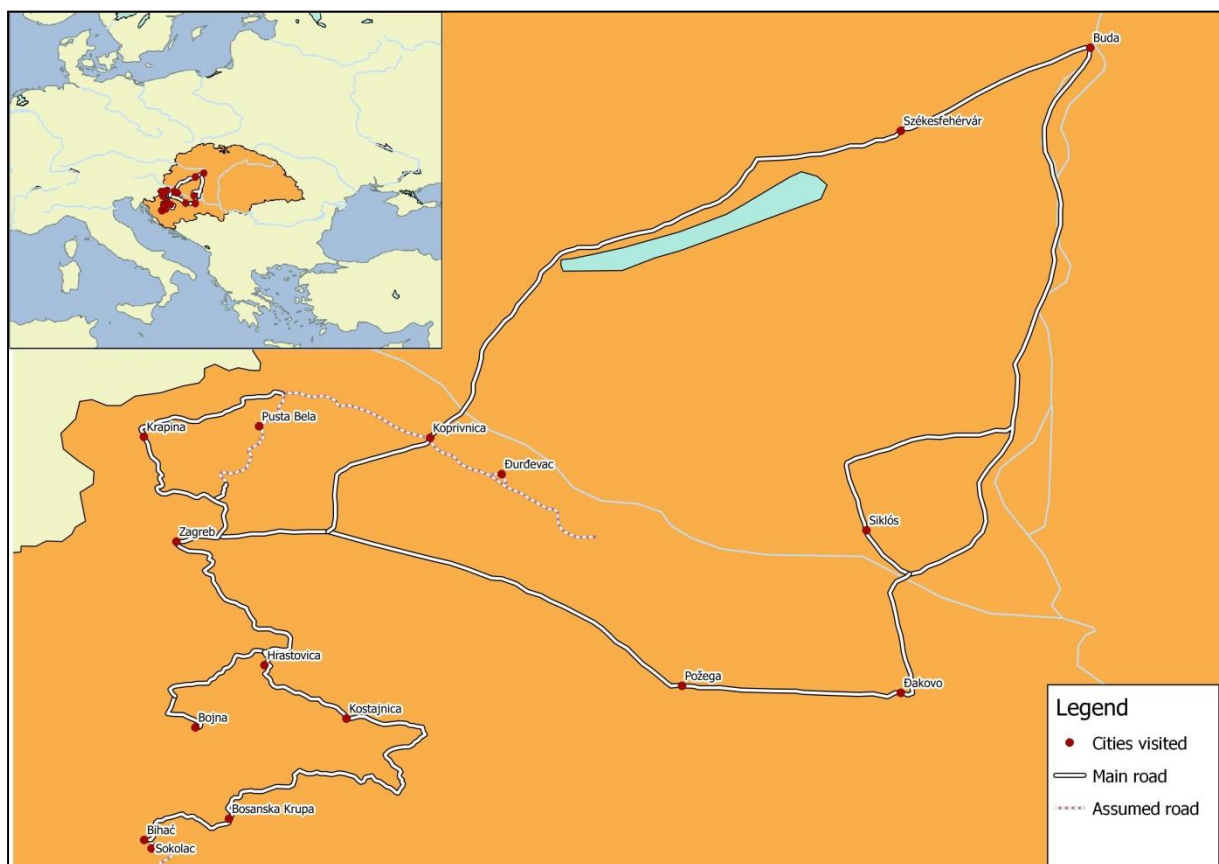 Buda
Székesfehérvár
Krapina
Pusta Bela
Koprivnica
Đurđevac
Siklós
Zagreb
Hrastovica
Požega
Đakovo
Kostajnica
Bojna
Bosanska Krupa
Bihać
Sokolac
Legend
Cities visited
Main road
Assumed road